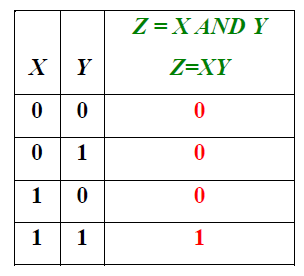 Z = X AND Y
X Y Z=XY
0 0 0
0 1 0
1 0 0
1 1 1